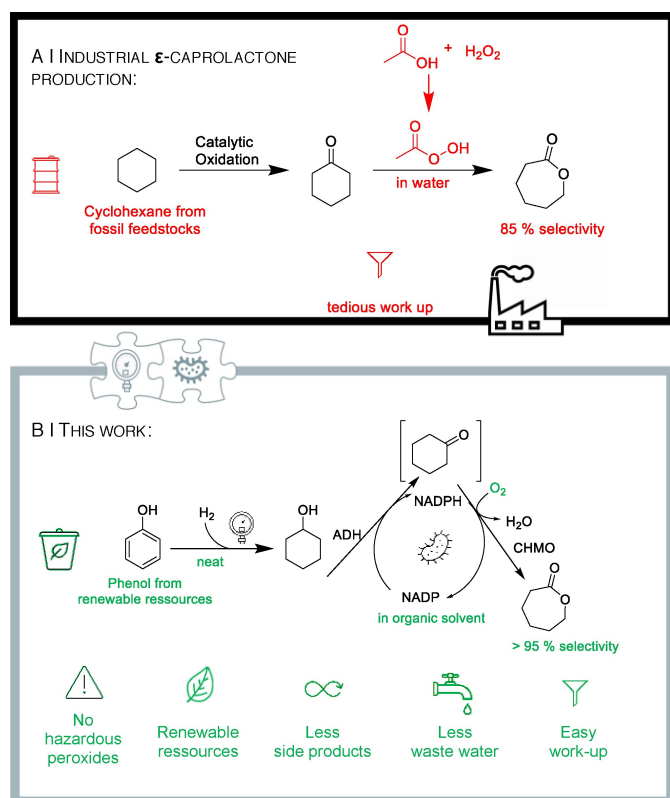 A I INDUSTRIAL ε-CAPROLACTONE
PRODUCTION:
O
OH
+ H₂O₂
Catalytic
Oxidation
O
O
O
OH
in water
O
O
Cyclohexane from
fossil feedstocks
85 % selectivity
tedious work up
B I THIS WORK:
O
OH
H₂
neat
OH
ADH
NADPH
O₂
H₂O
CHMO
NADP
in organic solvent
O
O
Phenol from
renewable ressources
> 95 % selectivity
No
hazardous
peroxides
Renewable
ressources
Less
side products
Less
waste water
Easy
work-up